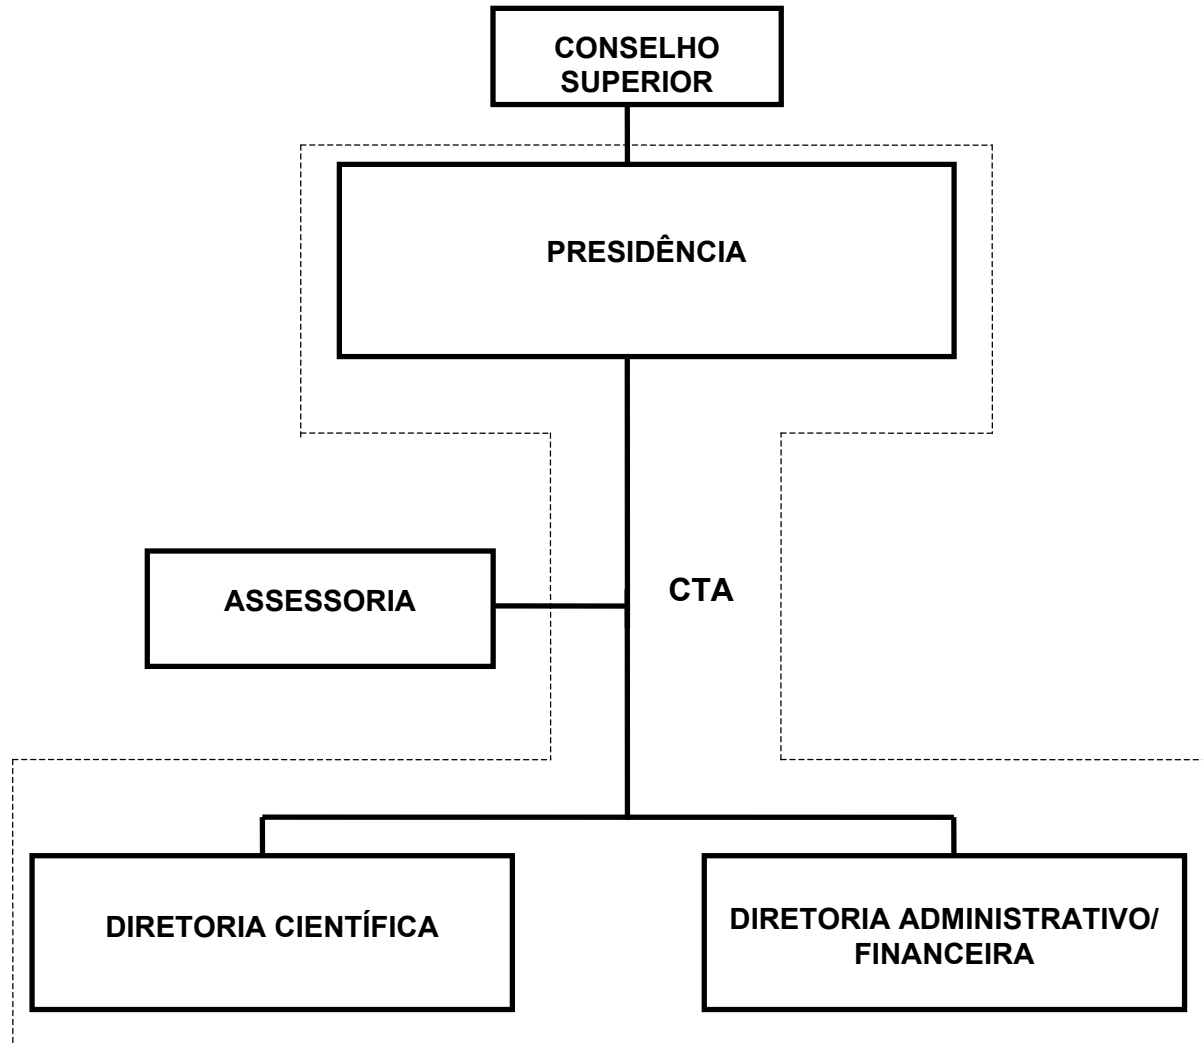 CONSELHO
SUPERIOR
PRESIDÊNCIA
ASSESSORIA
CTA
DIRETORIA CIENTÍFICA
DIRETORIA ADMINISTRATIVO/
FINANCEIRA